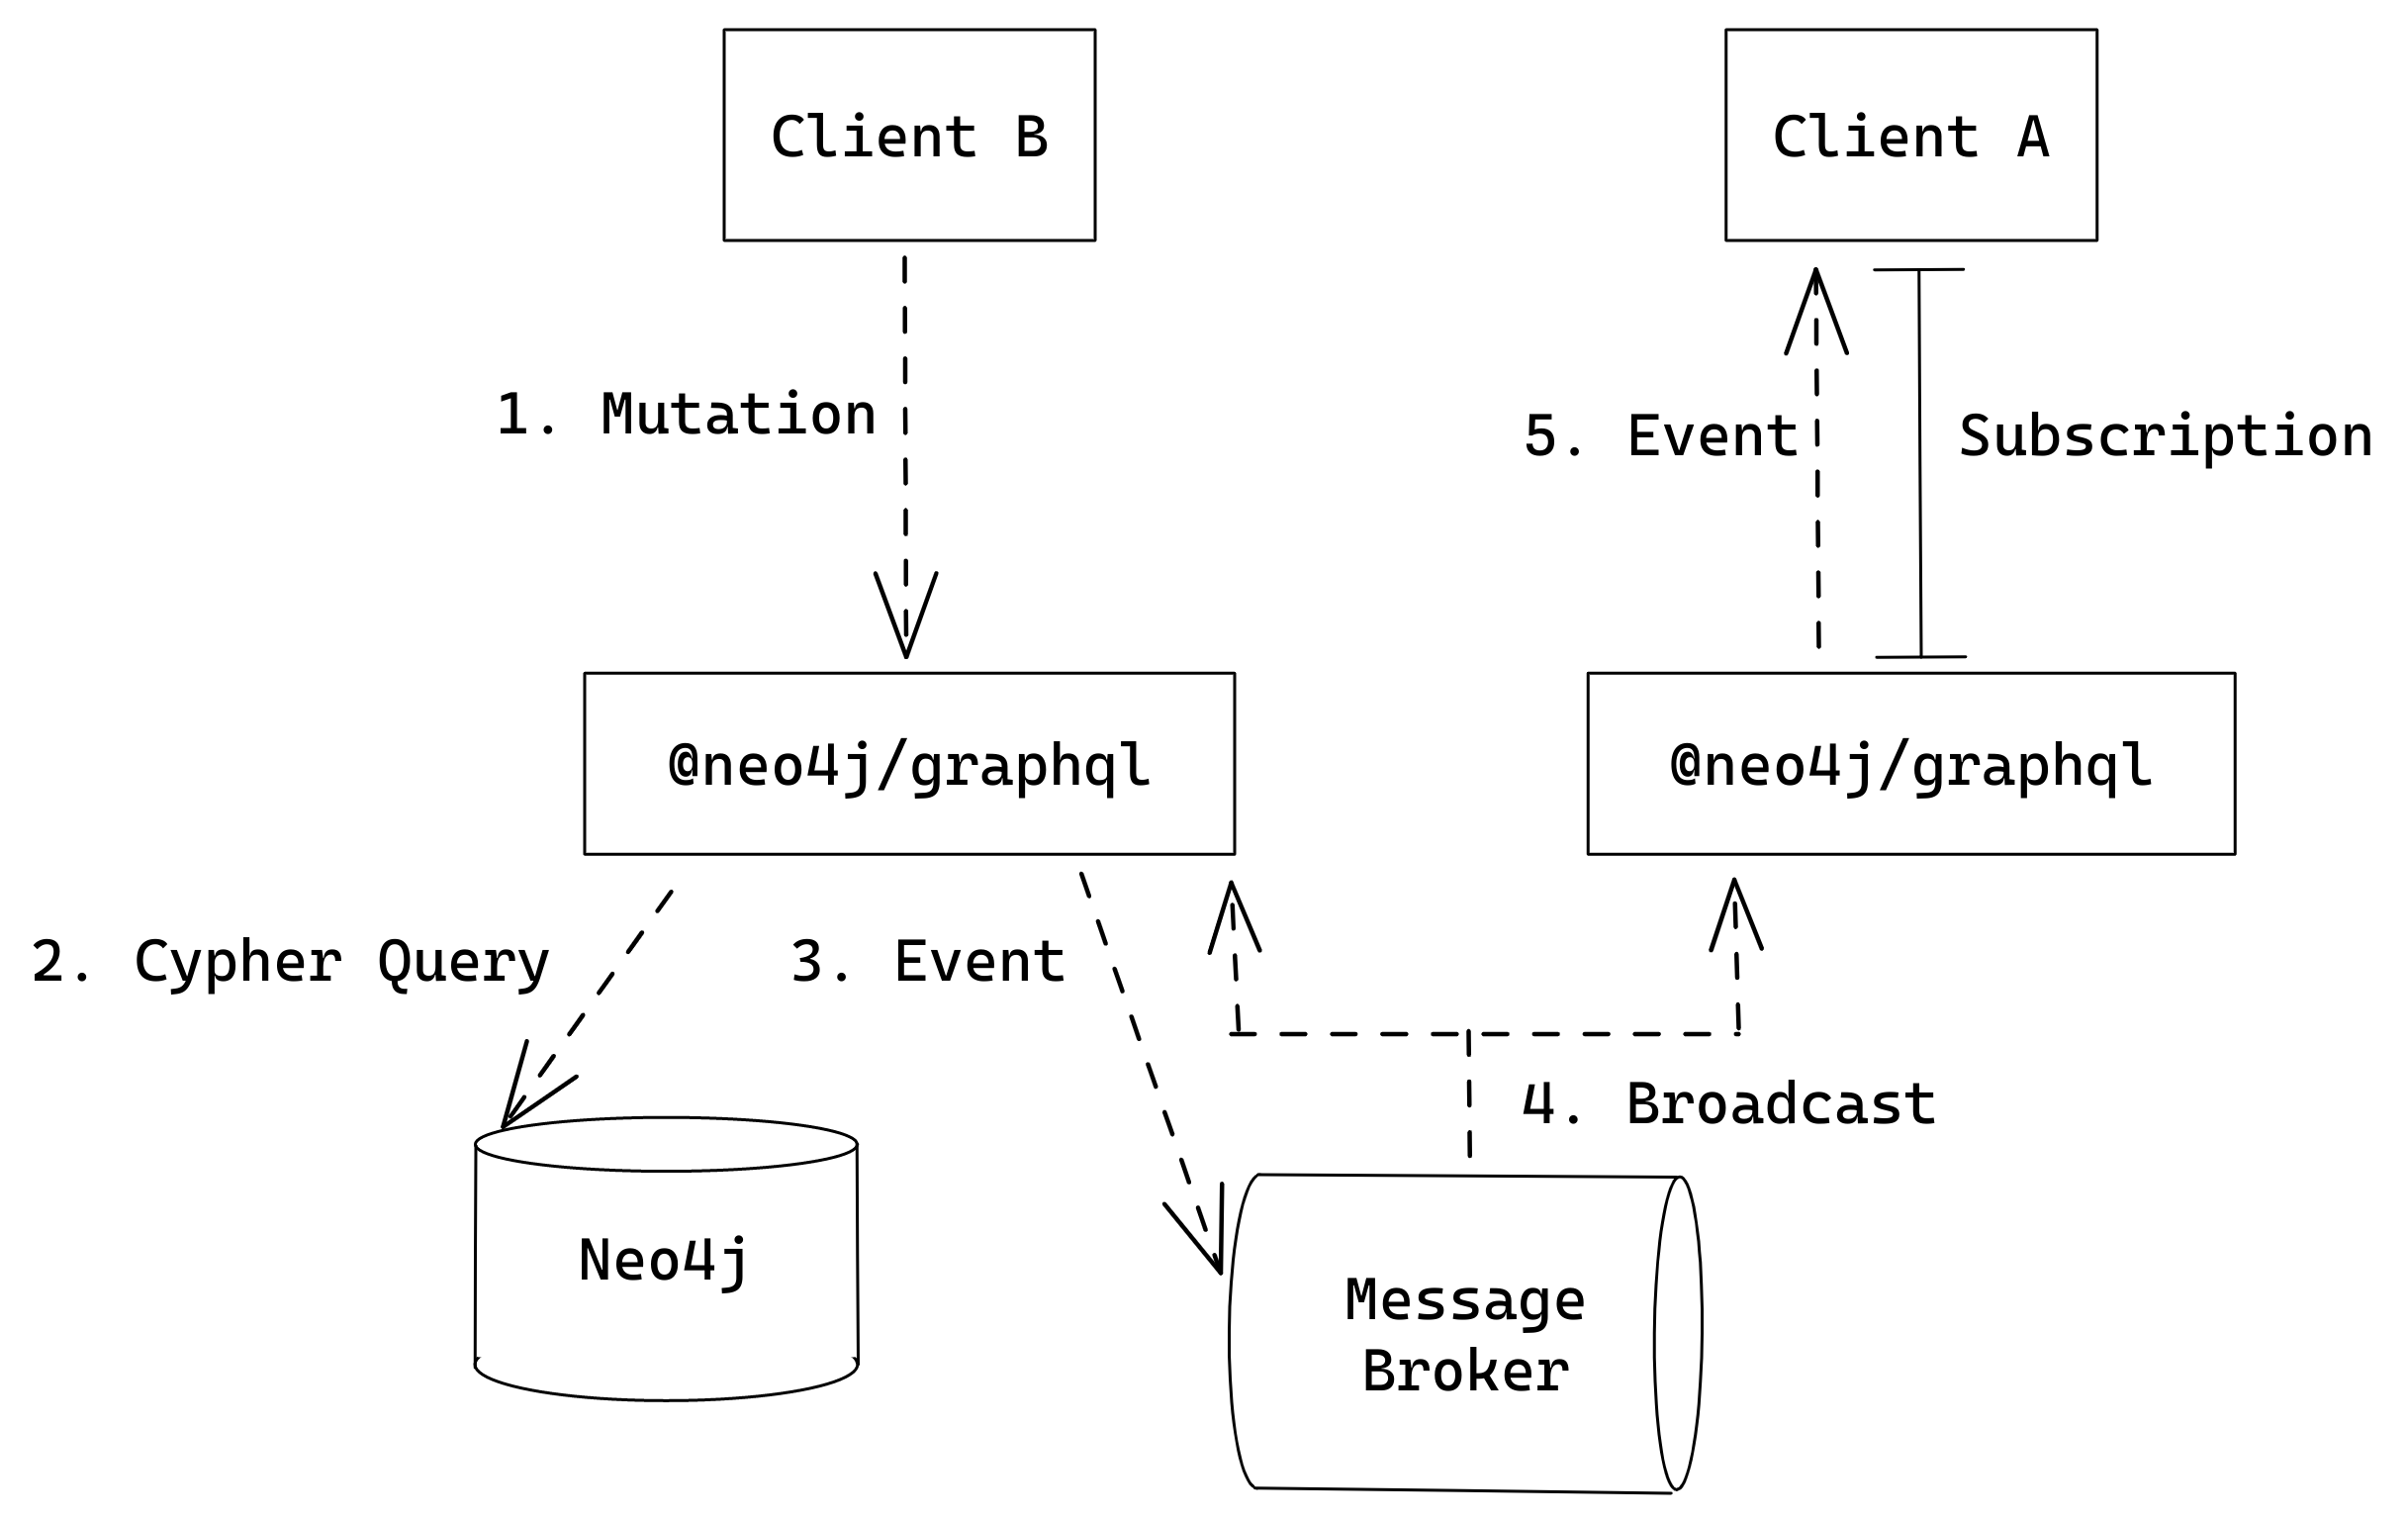 Client B
Client A
1. Mutation
5. Event
Subscription
@neo4j/graphql
@neo4j/graphql
2. Cypher Query
3. Event
4. Broadcast
Neo4j
Message
Broker